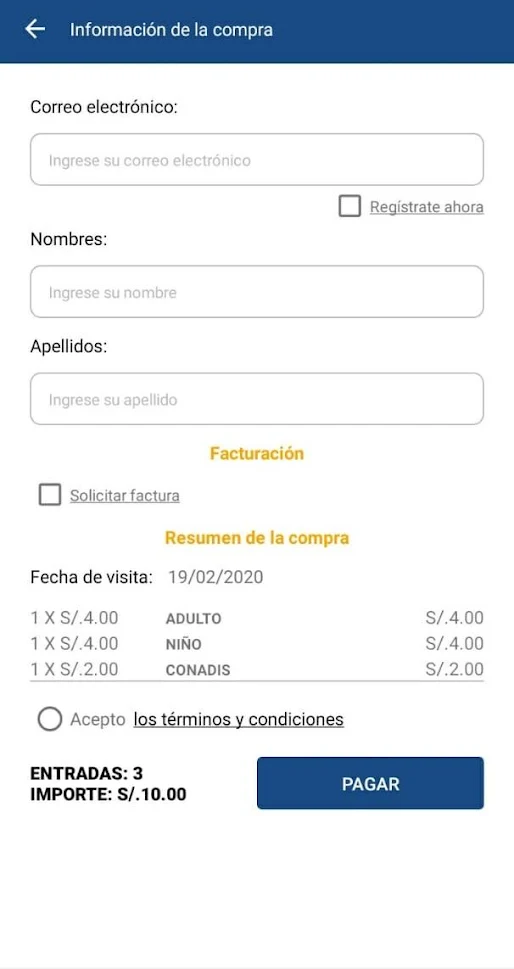 Información de la compra
Correo electrónico:
Ingrese su correo electrónico
Regístrate ahora
Nombres:
Ingrese su nombre
Apellidos:
Ingrese su apellido
Facturación
Solicitar factura
Resumen de la compra
Fecha de visita: 19/02/2020
1 X S/.4.00 ADULTO S/.4.00
1 X S/.4.00 NIÑO S/.4.00
1 X S/.2.00 CONADIS S/.2.00
Acepto los términos y condiciones
ENTRADAS: 3
IMPORTE: S/.10.00
PAGAR